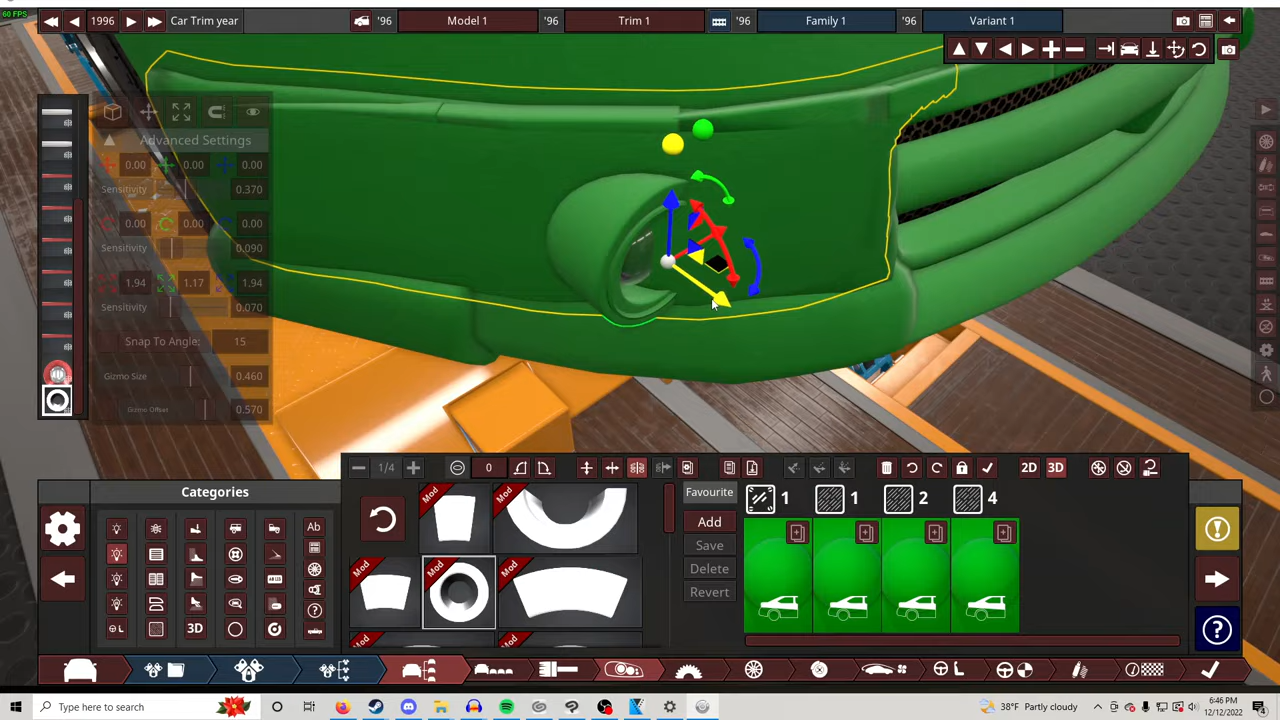 60 FPS
1996 Car Trim year '96 Model 1 '96 Trim 1 '96 Family 1 '96 Variant 1
Advanced Settings
0.00 0.00 0.00
Sensitivity 0.370
0.00 0.00 0.00
Sensitivity 0.090
1.94 1.17 1.94
Sensitivity 0.070
Snap To Angle: 15
Gizmo Size 0.460
Gizmo Offset 0.570
1/4 0 2D 3D
Categories
Ab
3D
L
Mod Mod
Mod Mod Mod
Mod Mod
Favourite
Add
Save
Delete
Revert
1 1 2 4
Type here to search
38°F Partly cloudy
6:46 PM
12/12/2022
4